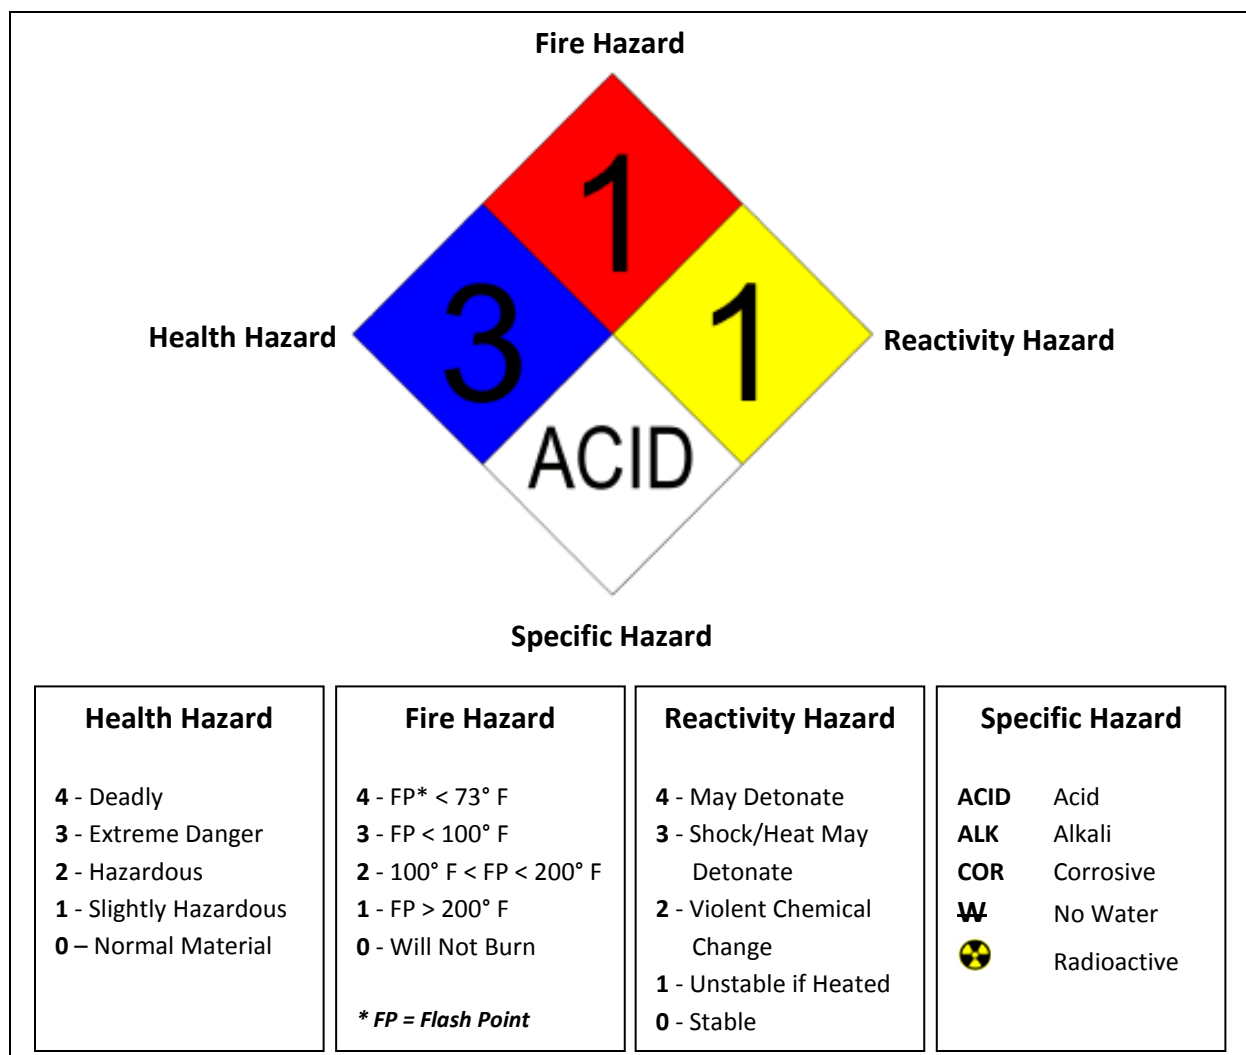 Fire Hazard
1
3
1
Health Hazard
Reactivity Hazard
ACID
Specific Hazard
Health Hazard
4 - Deadly
3 - Extreme Danger
2 - Hazardous
1 - Slightly Hazardous
0 – Normal Material
Fire Hazard
4 - FP* < 73° F
3 - FP < 100° F
2 - 100° F < FP < 200° F
1 - FP > 200° F
0 - Will Not Burn
* FP = Flash Point
Reactivity Hazard
4 - May Detonate
3 - Shock/Heat May
Detonate
2 - Violent Chemical
Change
1 - Unstable if Heated
0 - Stable
Specific Hazard
ACID Acid
ALK Alkali
COR Corrosive
W No Water
Radioactive